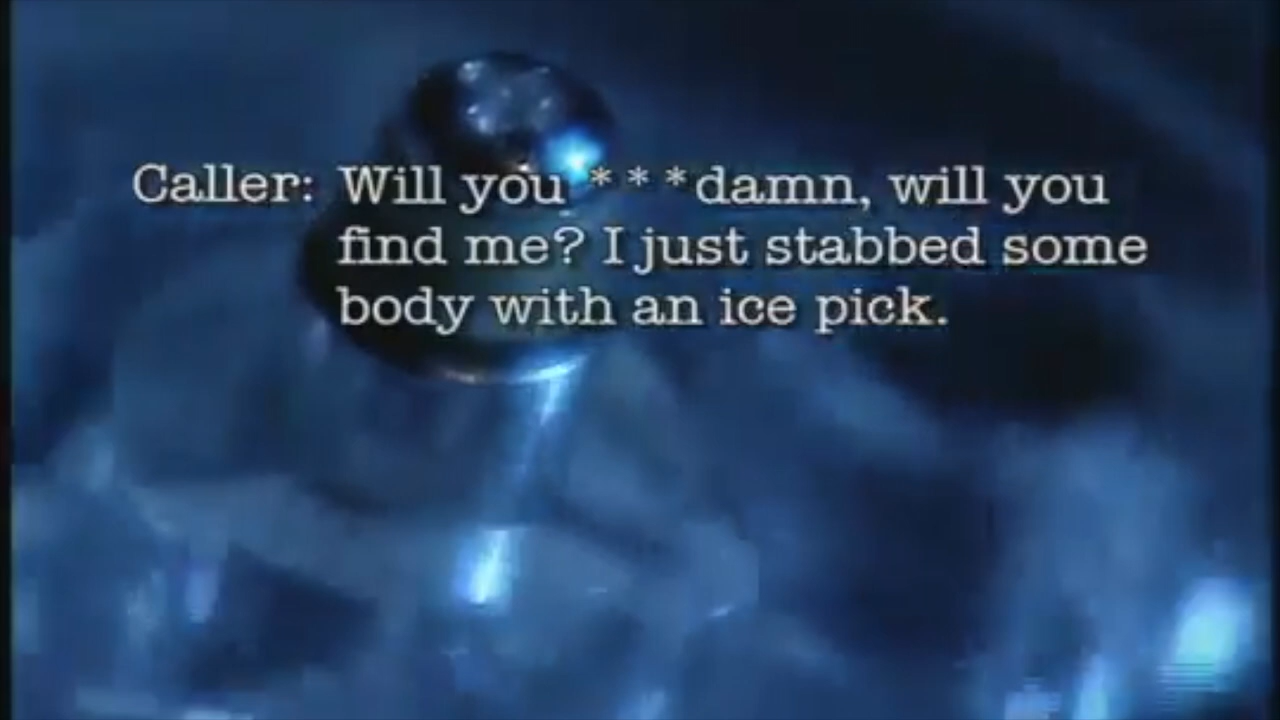 Caller: Will you ***damn, will you
find me? I just stabbed some
body with an ice pick.